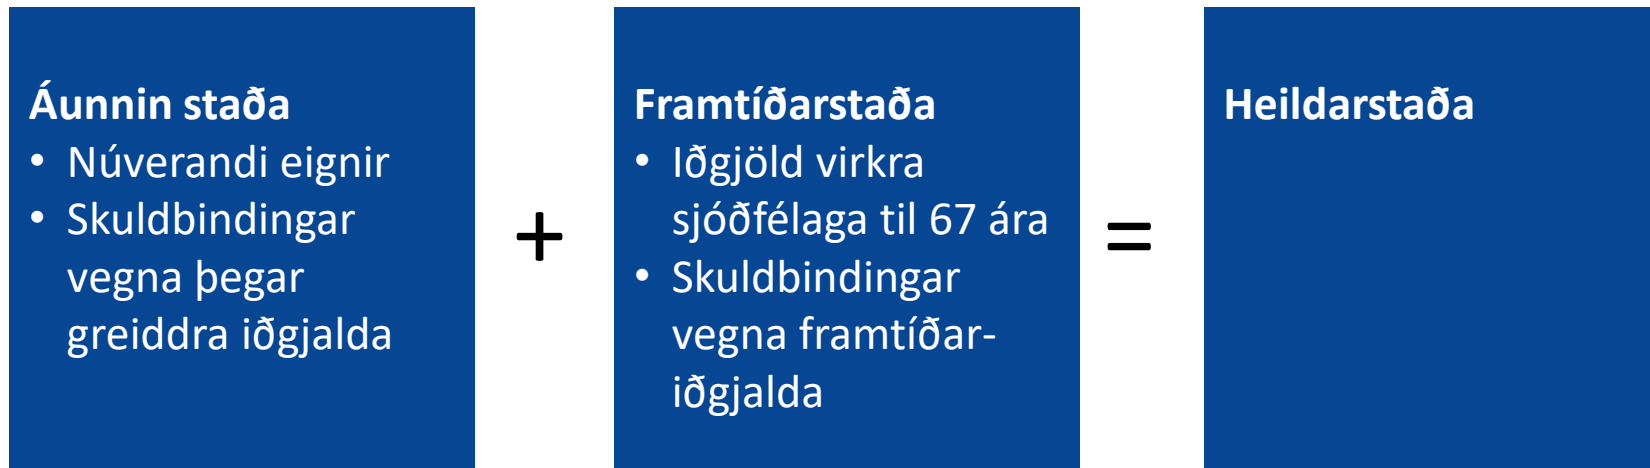 Áunnin staða
• Núverandi eignir
• Skuldbindingar
vegna þegar
greiddra iðgjalda
+
Framtíðarstaða
• Iðgjöld virkra
sjóðfélaga til 67 ára
• Skuldbindingar
vegna framtíðar-
iðgjalda
=
Heildarstaða